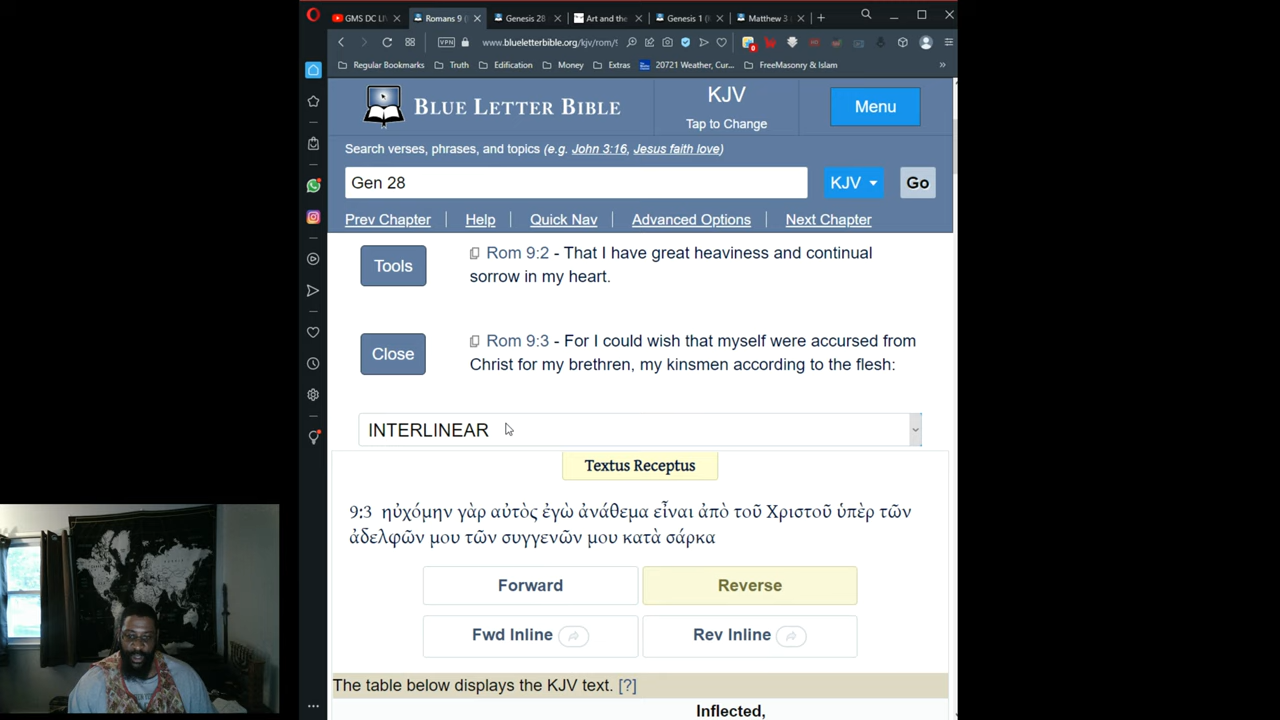 GMS DC LI
Romans 9 (
Genesis 28
Art and the
Genesis 1 (
Matthew 3
VPN
www.blueletterbible.org/kjv/rom/9
Regular Bookmarks
Truth
Edification
Money
Extras
20721 Weather, Cur...
FreeMasonry & Islam
BLUE LETTER BIBLE
KJV
Tap to Change
Menu
Search verses, phrases, and topics (e.g. John 3:16, Jesus faith love)
Gen 28
KJV
Go
Prev Chapter
Help
Quick Nav
Advanced Options
Next Chapter
Tools
Rom 9:2 - That I have great heaviness and continual
sorrow in my heart.
Close
Rom 9:3 - For I could wish that myself were accursed from
Christ for my brethren, my kinsmen according to the flesh:
INTERLINEAR
Textus Receptus
9:3 ηὐχόμην γὰρ αὐτὸς ἐγὼ ἀνάθεμα εἶναι ἀπὸ τοῦ Χριστοῦ ὑπὲρ τῶν
ἀδελφῶν μου τῶν συγγενῶν μου κατὰ σάρκα
Forward
Reverse
Fwd Inline
Rev Inline
The table below displays the KJV text. [?]
Inflected,